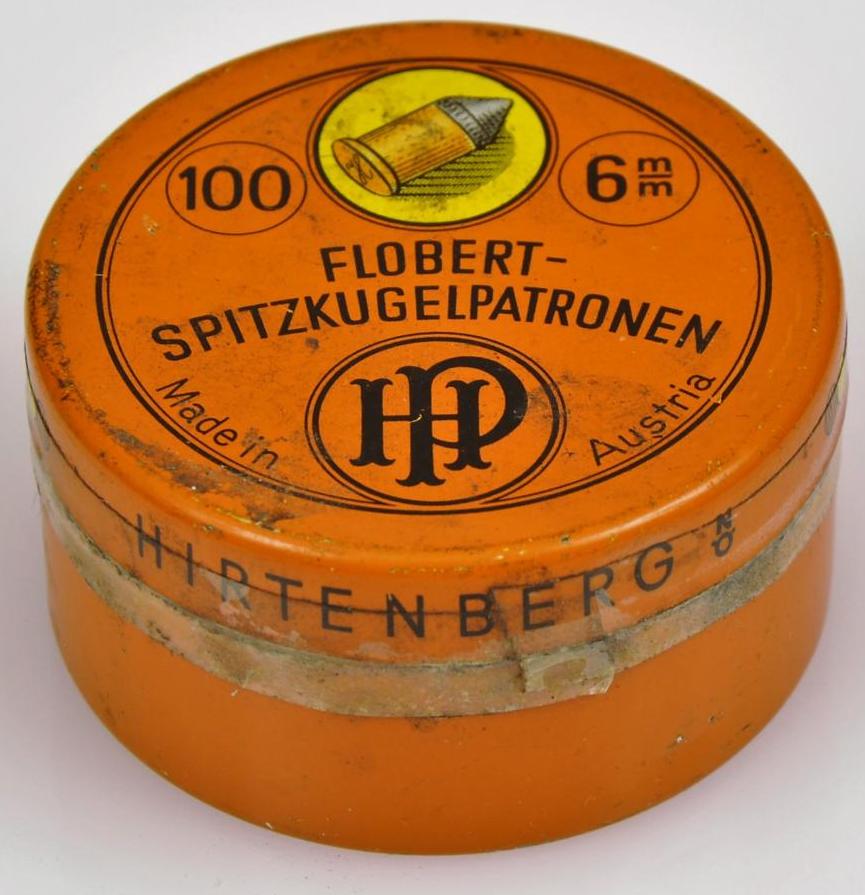 100
6 m/m
FLOBERT-
SPITZKUGELPATRONEN
HP
Made in Austria
HIRTENBERG NÖ